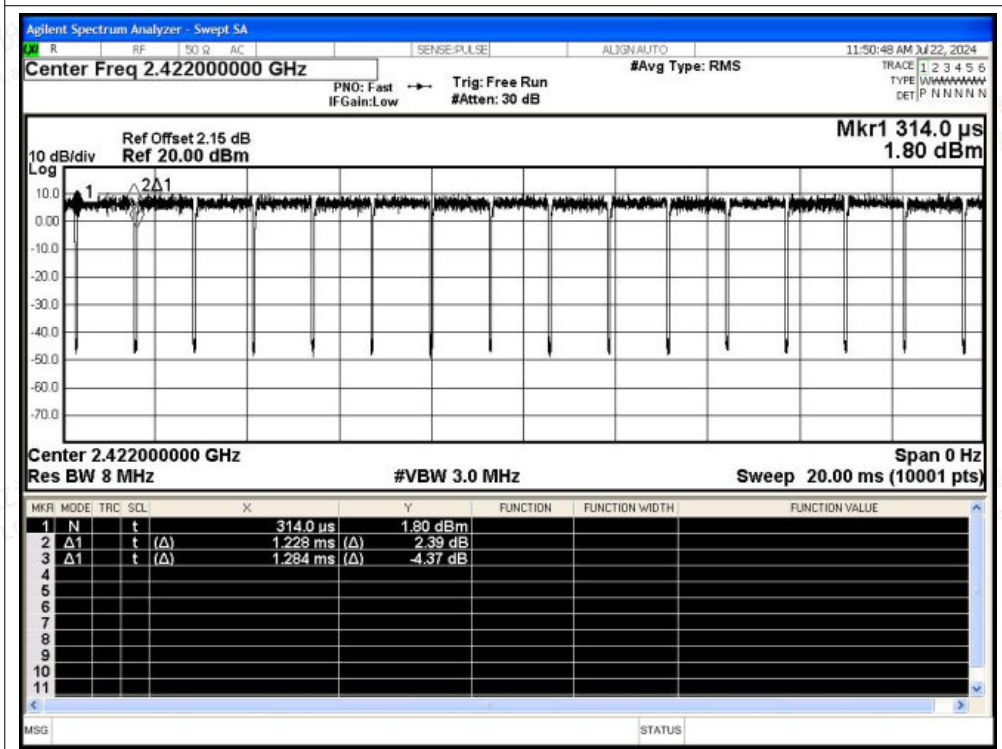 Agilent Spectrum Analyzer - Swept SA
LXI R RF 50 Ω AC SENSE:PULSE ALIGN AUTO 11:50:48 AM Jul 22, 2024
Center Freq 2.422000000 GHz #Avg Type: RMS TRACE 1 2 3 4 5 6
PNO: Fast Trig: Free Run TYPE
IFGain:Low #Atten: 30 dB DET P N N N N N
Mkr1 314.0 µs
Ref Offset 2.15 dB
10 dB/div Ref 20.00 dBm 1.80 dBm
Log
1 2Δ1
10.0
0.00
-10.0
-20.0
-30.0
-40.0
-50.0
-60.0
-70.0
Center 2.422000000 GHz Span 0 Hz
Res BW 8 MHz #VBW 3.0 MHz Sweep 20.00 ms (10001 pts)
MKR MODE TRC SCL X Y FUNCTION FUNCTION WIDTH FUNCTION VALUE
1 N t 314.0 µs 1.80 dBm
2 Δ1 t (Δ) 1.228 ms (Δ) 2.39 dB
3 Δ1 t (Δ) 1.284 ms (Δ) -4.37 dB
4
5
6
7
8
9
10
11
MSG STATUS